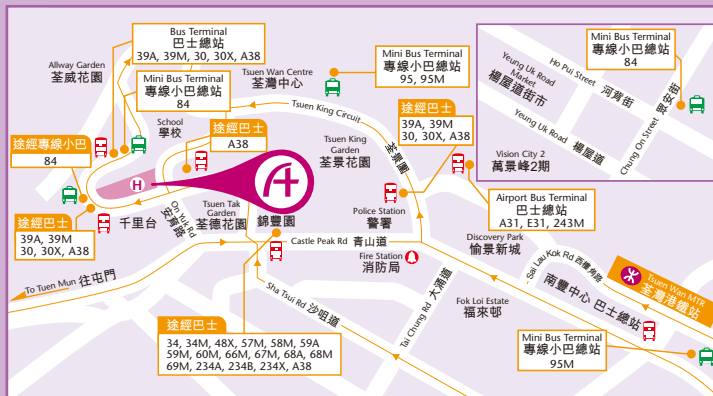 Bus Terminal
巴士總站
39A, 39M, 30, 30X, A38
Allway Garden
荃威花園
Mini Bus Terminal
專線小巴總站
84
Tsuen Wan Centre
荃灣中心
Mini Bus Terminal
專線小巴總站
95, 95M
Yeung Uk Road
Market
楊屋道街市
Ho Pui Street
河背街
Mini Bus Terminal
專線小巴總站
84
眾安街
Chung On Street
Yeung Uk Road
楊屋道
Vision City 2
萬景峰2期
School
學校
途經巴士
A38
Tsuen King Circuit
荃景圍
Tsuen King
Garden
荃景花園
途經巴士
39A, 39M
30, 30X, A38
途經專線小巴
84
H
途經巴士
39A, 39M
30, 30X, A38
千里台
On Yuk Rd
安育路
Tsuen Tak
Garden
荃德花園
錦豐園
Police Station
警署
Airport Bus Terminal
巴士總站
A31, E31, 243M
Castle Peak Rd 青山道
Fire Station
消防局
Discovery Park
愉景新城
Sai Lau Kok Rd 西樓角路
Tsuen Wan MTR
荃灣港鐵站
南豐中心 巴士總站
To Tuen Mun 往屯門
Sha Tsui Rd 沙咀道
Tai Chung Rd 大涌道
Fok Loi Estate
福來邨
途經巴士
34, 34M, 48X, 57M, 58M, 59A
59M, 60M, 66M, 67M, 68A, 68M
69M, 234A, 234B, 234X, A38
Mini Bus Terminal
專線小巴總站
95M